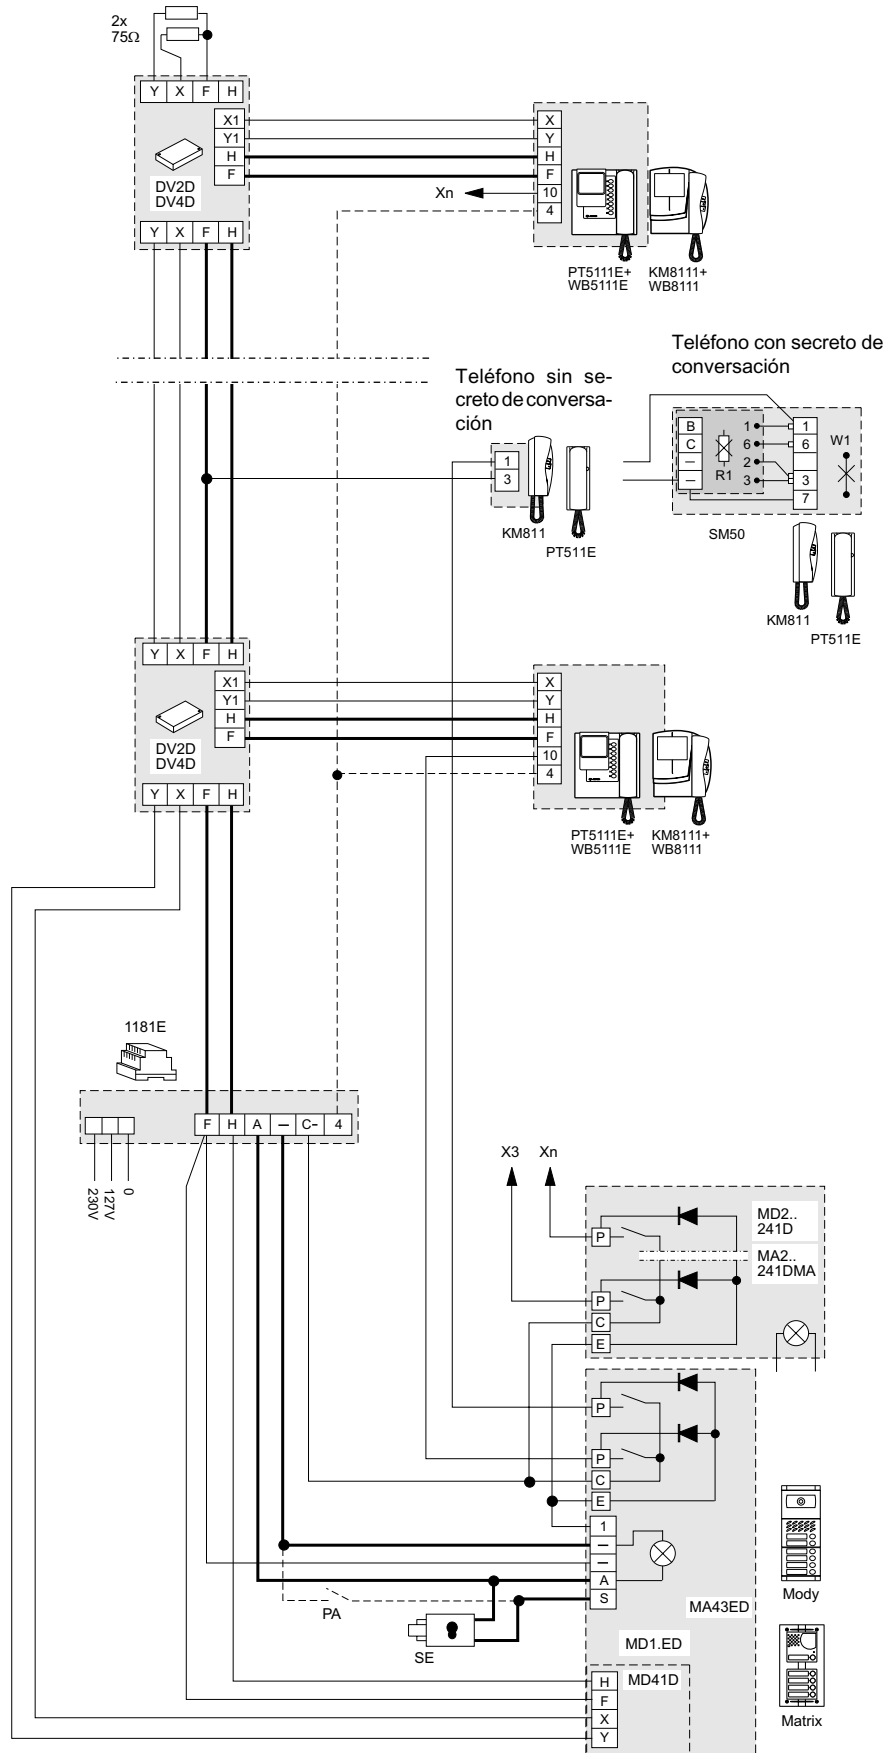 2x
75Ω
Y X F H
X1
Y1
H
F
DV2D
DV4D
Y X F H
X
Y
H
F
10
4
Xn
PT5111E+
WB5111E
KM8111+
WB8111
Teléfono sin se-
creto de conversa-
ción
1
3
KM811
PT511E
Teléfono con secreto de
conversación
B
C
—
—
R1
1
6
2
3
1
6
3
7
W1
SM50
KM811
PT511E
Y X F H
X1
Y1
H
F
DV2D
DV4D
Y X F H
X
Y
H
F
10
4
PT5111E+
WB5111E
KM8111+
WB8111
1181E
F H A — C- 4
230V
127V
0
X3 Xn
P
P
C
E
MD2..
241D
MA2..
241DMA
P
P
C
E
1
—
—
A
S
PA
SE
MA43ED
MD1.ED
MD41D
H
F
X
Y
Mody
Matrix